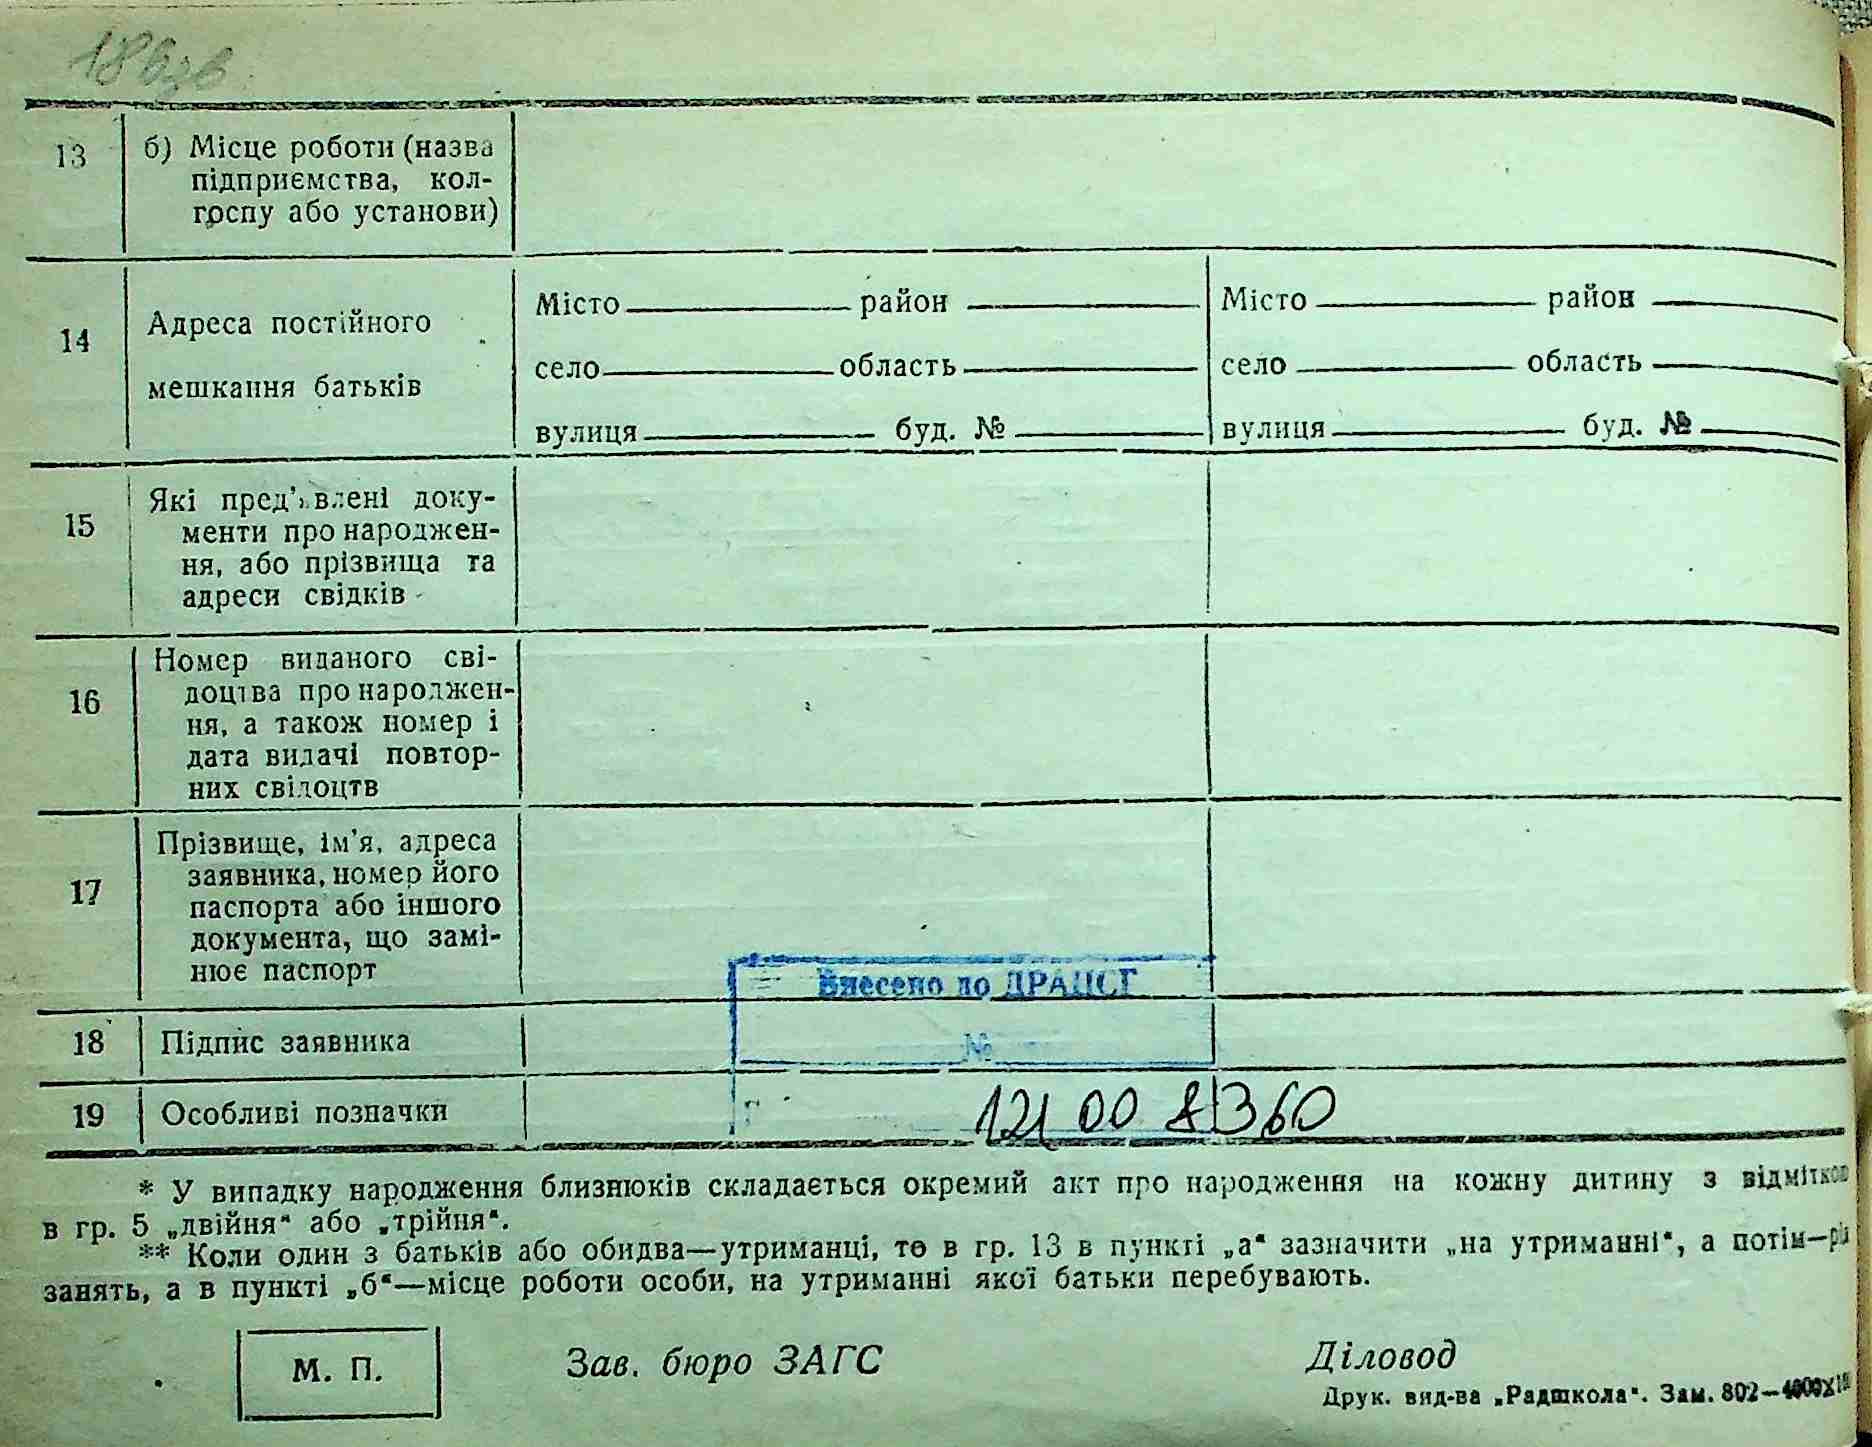 18 Бзв
13 б) Місце роботи (назва
підприємства, кол-
госпу або установи)
14 Адреса постійного
мешкання батьків
Місто район Місто район
село область село область
вулиця буд. № вулиця буд. №
15 Які пред'явлені доку-
менти про народжен-
ня, або прізвища та
адреси свідків
16 Номер виданого сві-
доцтва про народжен-
ня, а також номер і
дата видачі повтор-
них свідоцтв
17 Прізвище, ім'я, адреса
заявника, номер його
паспорта або іншого
документа, що замі-
нює паспорт
Внесено до ДРАЦСГ
18 Підпис заявника
№
19 Особливі позначки
121 00 8360
* У випадку народження близнюків складається окремий акт про народження на кожну дитину з відміткою
в гр. 5 „двійня“ або „трійня“.
** Коли один з батьків або обидва—утриманці, то в гр. 13 в пункті „а“ зазначити „на утриманні“, а потім—рід
занять, а в пункті „б“—місце роботи особи, на утриманні якої батьки перебувають.
М. П.
Зав. бюро ЗАГС
Діловод
Друк. вид-ва „Радшкола“. Зам. 802—4000х